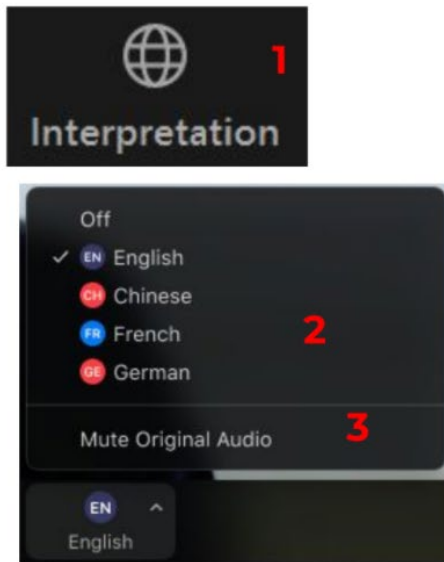 1
Interpretation
Off
✓ EN English
CH Chinese
FR French
2
GE German
Mute Original Audio
3
EN
English